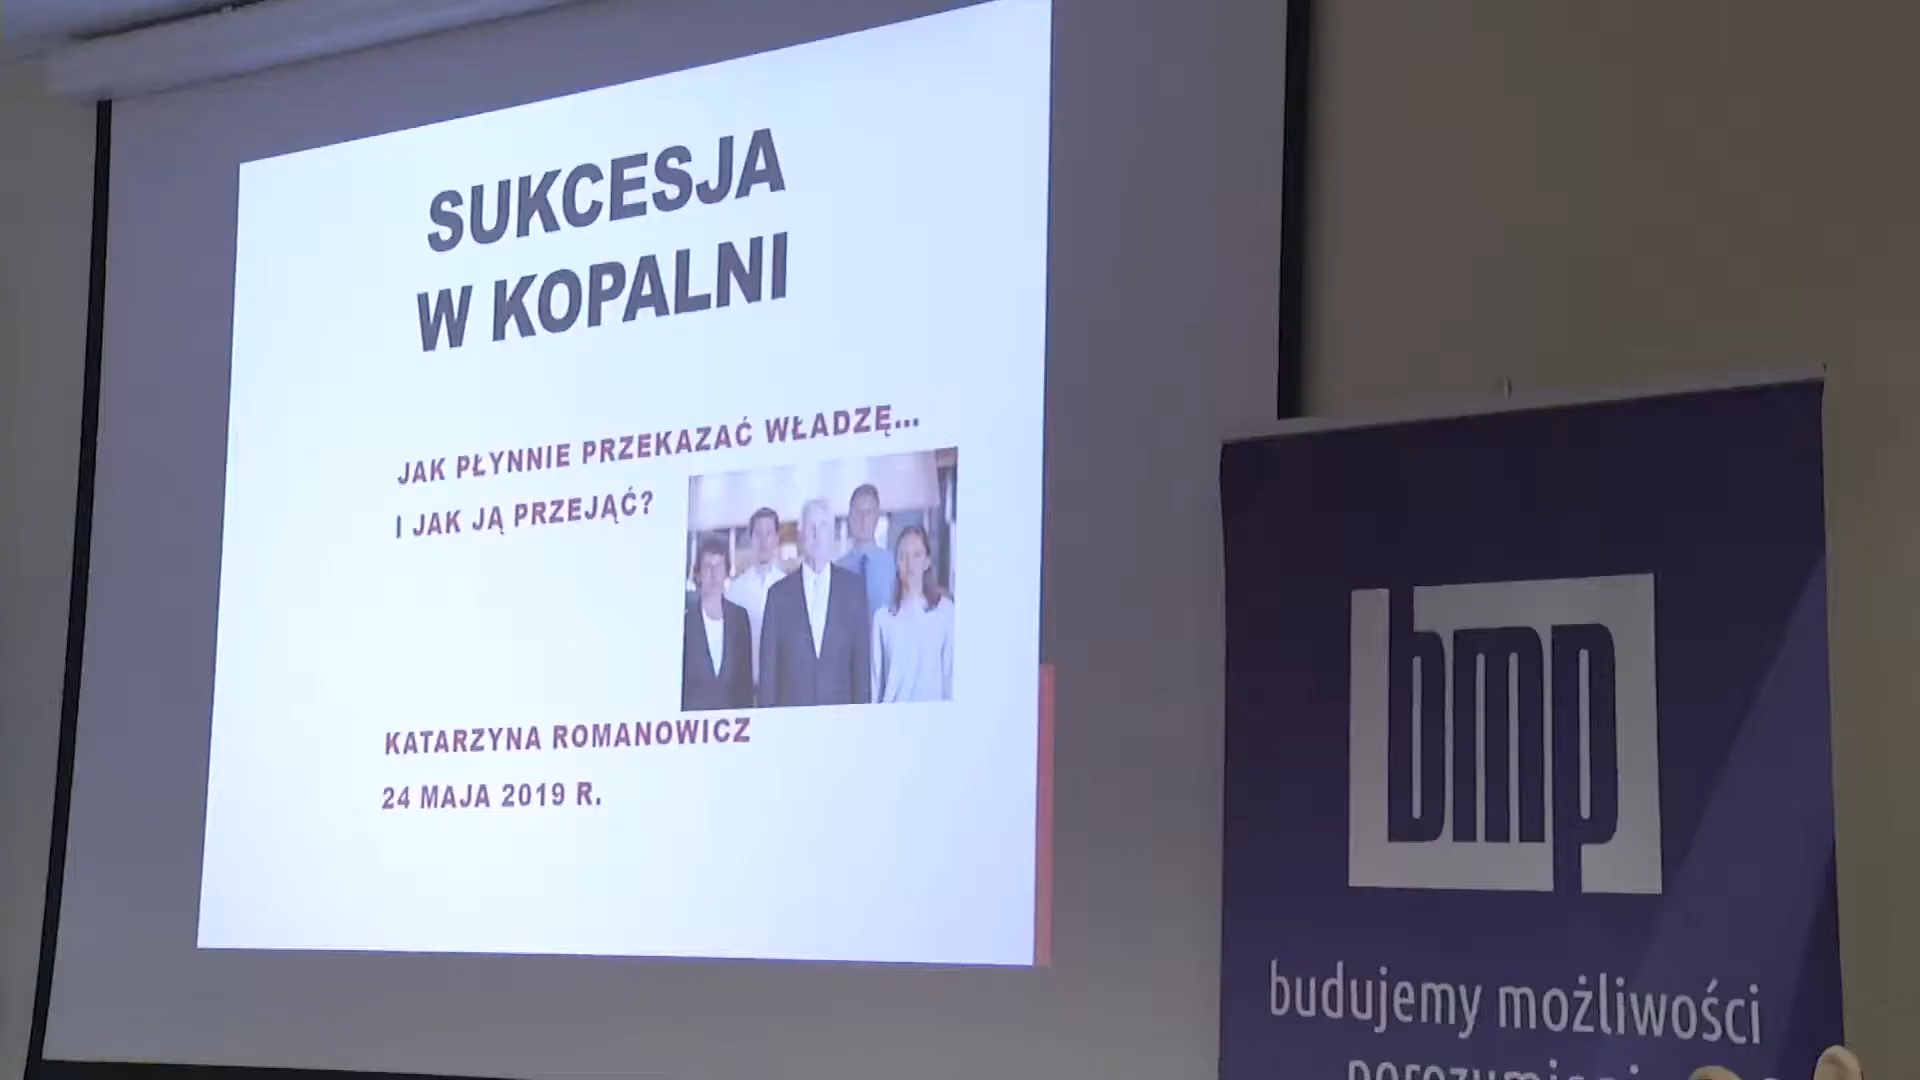 SUKCESJA
W KOPALNI
JAK PŁYNNIE PRZEKAZAĆ WŁADZĘ...
I JAK JĄ PRZEJĄĆ?
KATARZYNA ROMANOWICZ
24 MAJA 2019 R.
bmp
budujemy możliwości